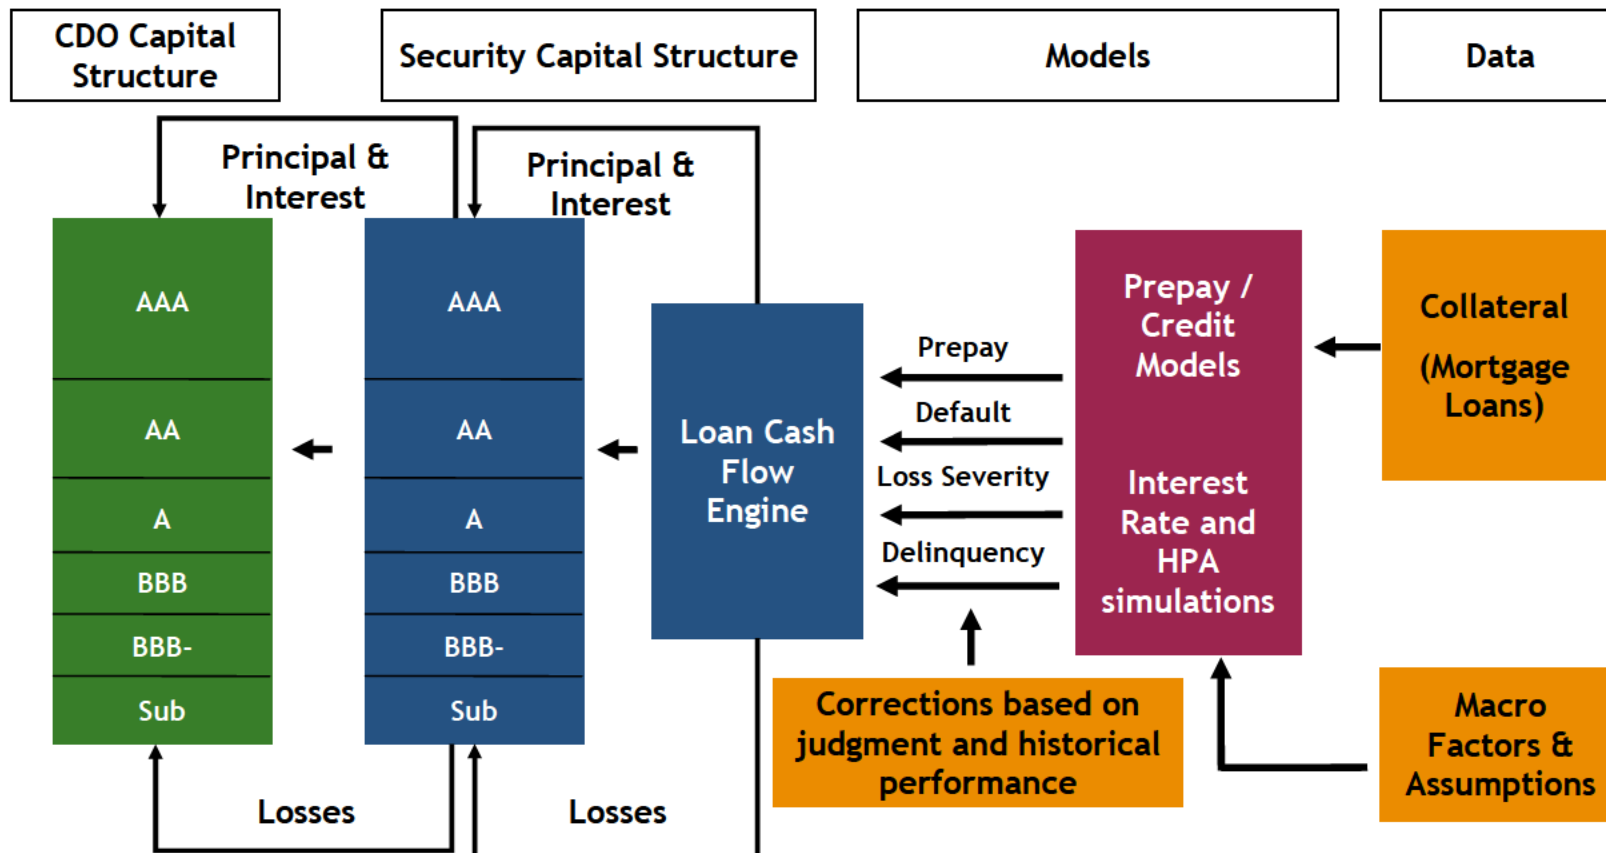 CDO Capital
Structure
Security Capital Structure
Models
Data
Principal &
Interest
Principal &
Interest
AAA
AA
A
BBB
BBB-
Sub
AAA
AA
A
BBB
BBB-
Sub
Losses
Losses
Loan Cash
Flow
Engine
Prepay
Default
Loss Severity
Delinquency
Corrections based on
judgment and historical
performance
Prepay /
Credit
Models
Interest
Rate and
HPA
simulations
Collateral
(Mortgage
Loans)
Macro
Factors &
Assumptions